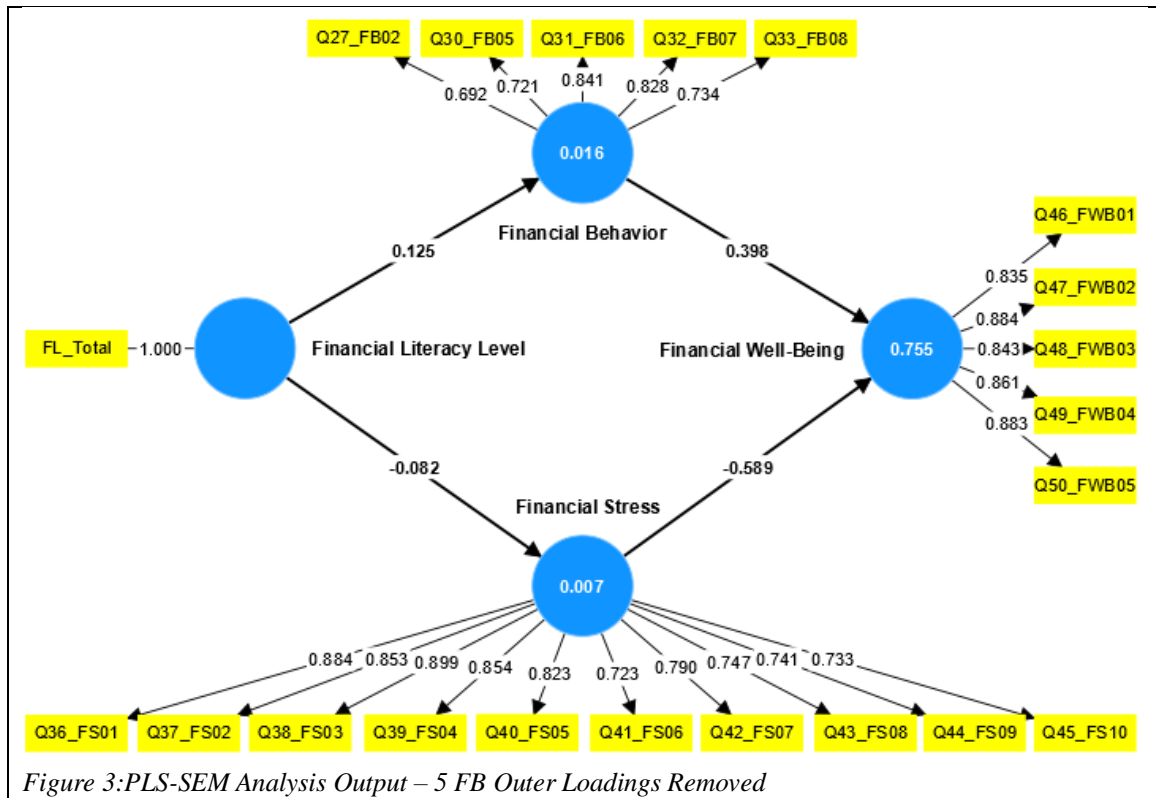 Q27_FB02 Q30_FB05 Q31_FB06 Q32_FB07 Q33_FB08
0.692 0.721 0.841 0.828 0.734
0.016
Financial Behavior
0.125 0.398
Q46_FWB01
0.835
Q47_FWB02
0.884
FL_Total 1.000 Financial Literacy Level Financial Well-Being 0.755 0.843 Q48_FWB03
0.861
Q49_FWB04
0.883
Q50_FWB05
-0.082 -0.589
Financial Stress
0.007
0.884 0.853 0.899 0.854 0.823 0.723 0.790 0.747 0.741 0.733
Q36_FS01 Q37_FS02 Q38_FS03 Q39_FS04 Q40_FS05 Q41_FS06 Q42_FS07 Q43_FS08 Q44_FS09 Q45_FS10
Figure 3:PLS-SEM Analysis Output – 5 FB Outer Loadings Removed